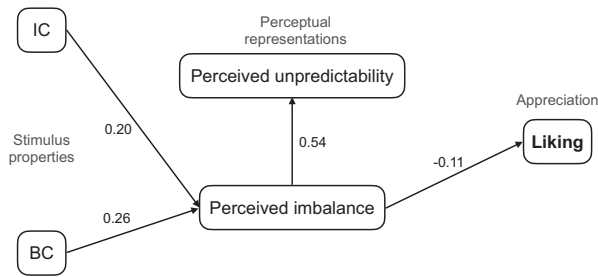 IC
Perceptual
representations
Perceived unpredictability
Appreciation
0.20
Stimulus
properties
0.54
Liking
-0.11
Perceived imbalance
0.26
BC